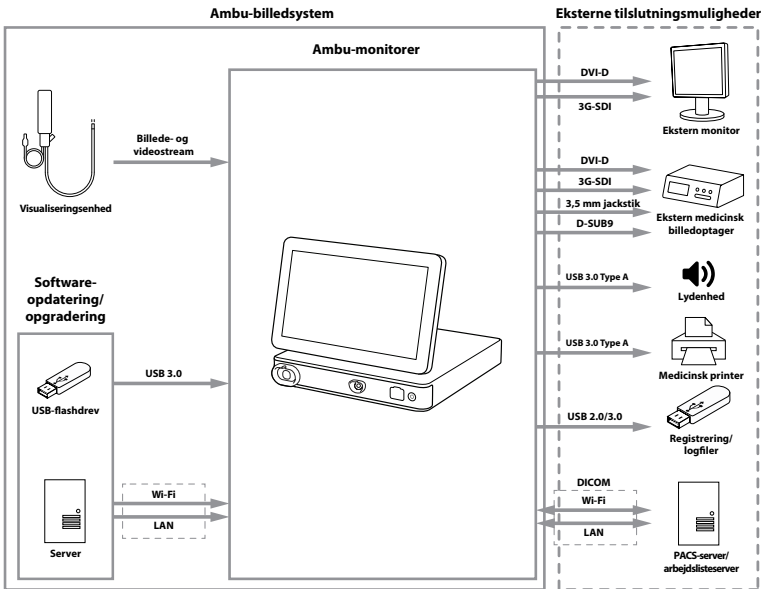 Ambu-billedsystem
Eksterne tilslutningsmuligheder
Ambu-monitorer
Billede- og
videostream
Visualiseringsenhed
Software-
opdatering/
opgradering
USB-flashdrev
USB 3.0
Server
Wi-Fi
LAN
DVI-D
3G-SDI
Ekstern monitor
DVI-D
3G-SDI
3,5 mm jackstik
D-SUB9
Ekstern medicinsk
billedoptager
USB 3.0 Type A
Lydenhed
USB 3.0 Type A
Medicinsk printer
USB 2.0/3.0
Registrering/
logfiler
DICOM
Wi-Fi
LAN
PACS-server/
arbejdslisteserver